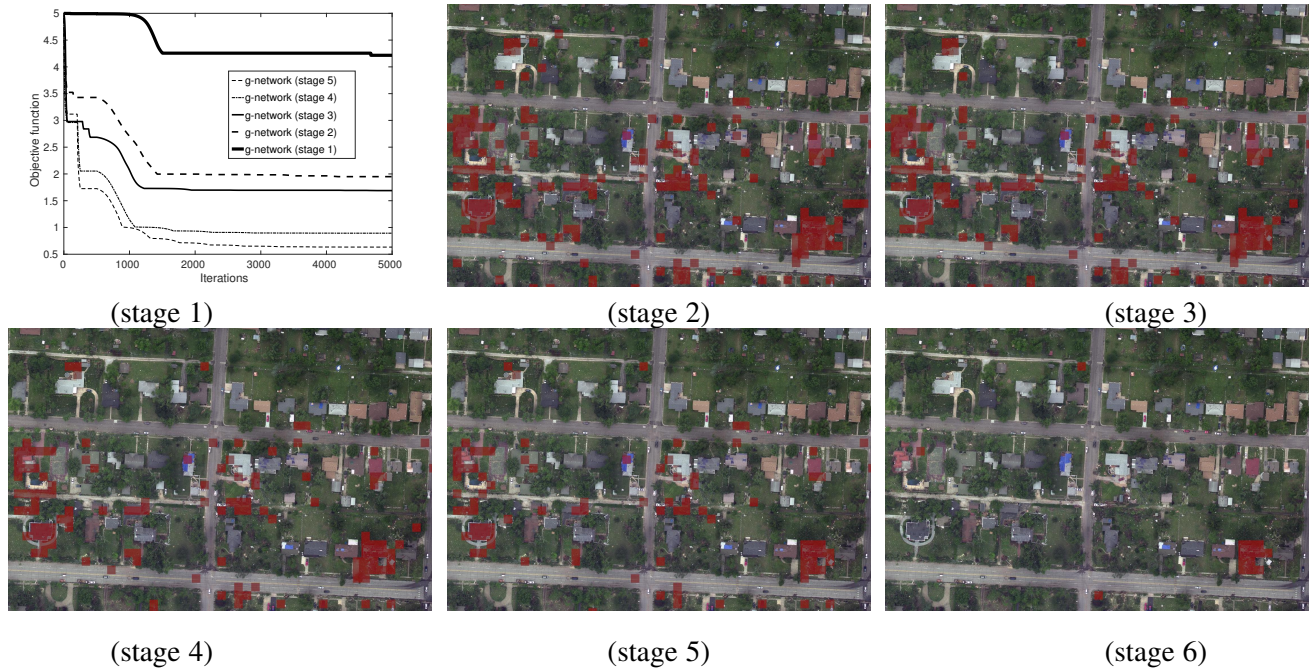 5
4.5
4
3.5
3
2.5
2
1.5
1
0.5
Objective function
g-network (stage 5)
g-network (stage 4)
g-network (stage 3)
g-network (stage 2)
g-network (stage 1)
0 1000 2000 3000 4000 5000
Iterations
(stage 1) (stage 2) (stage 3)
(stage 4) (stage 5) (stage 6)